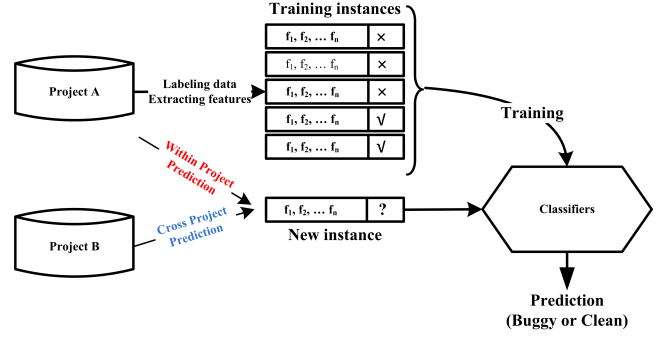 Training instances
f₁, f₂, ... fₙ ×
f₁, f₂, ... fₙ ×
f₁, f₂, ... fₙ ×
f₁, f₂, ... fₙ √
f₁, f₂, ... fₙ √
Project A
Labeling data
Extracting features
Training
Within Project
Prediction
Project B
Cross Project
Prediction
f₁, f₂, ... fₙ ?
New instance
Classifiers
Prediction
(Buggy or Clean)